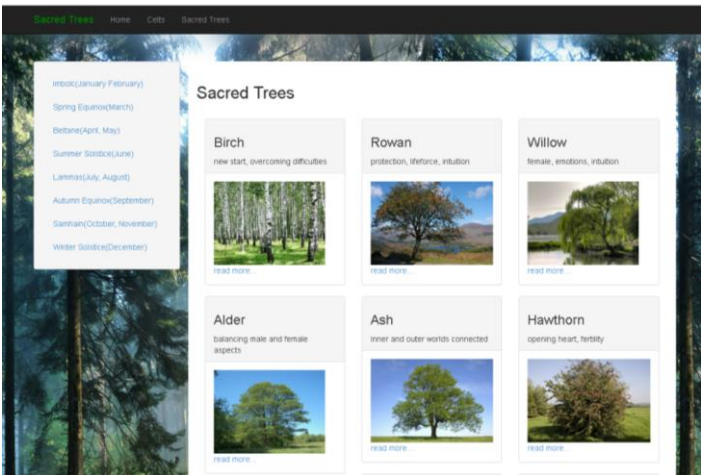 Sacred Trees Home Celts Sacred Trees
Imbolc(January February)
Spring Equinox(March)
Beltane(April, May)
Summer Solstice(June)
Lammas(July, August)
Autumn Equinox(September)
Samhain(October, November)
Winter Solstice(December)
Sacred Trees
Birch
new start, overcoming difficulties
read more...
Rowan
protection, lifeforce, intuition
read more...
Willow
female, emotions, intuition
read more...
Alder
balancing male and female
aspects
read more...
Ash
inner and outer worlds connected
read more...
Hawthorn
opening heart, fertility
read more...